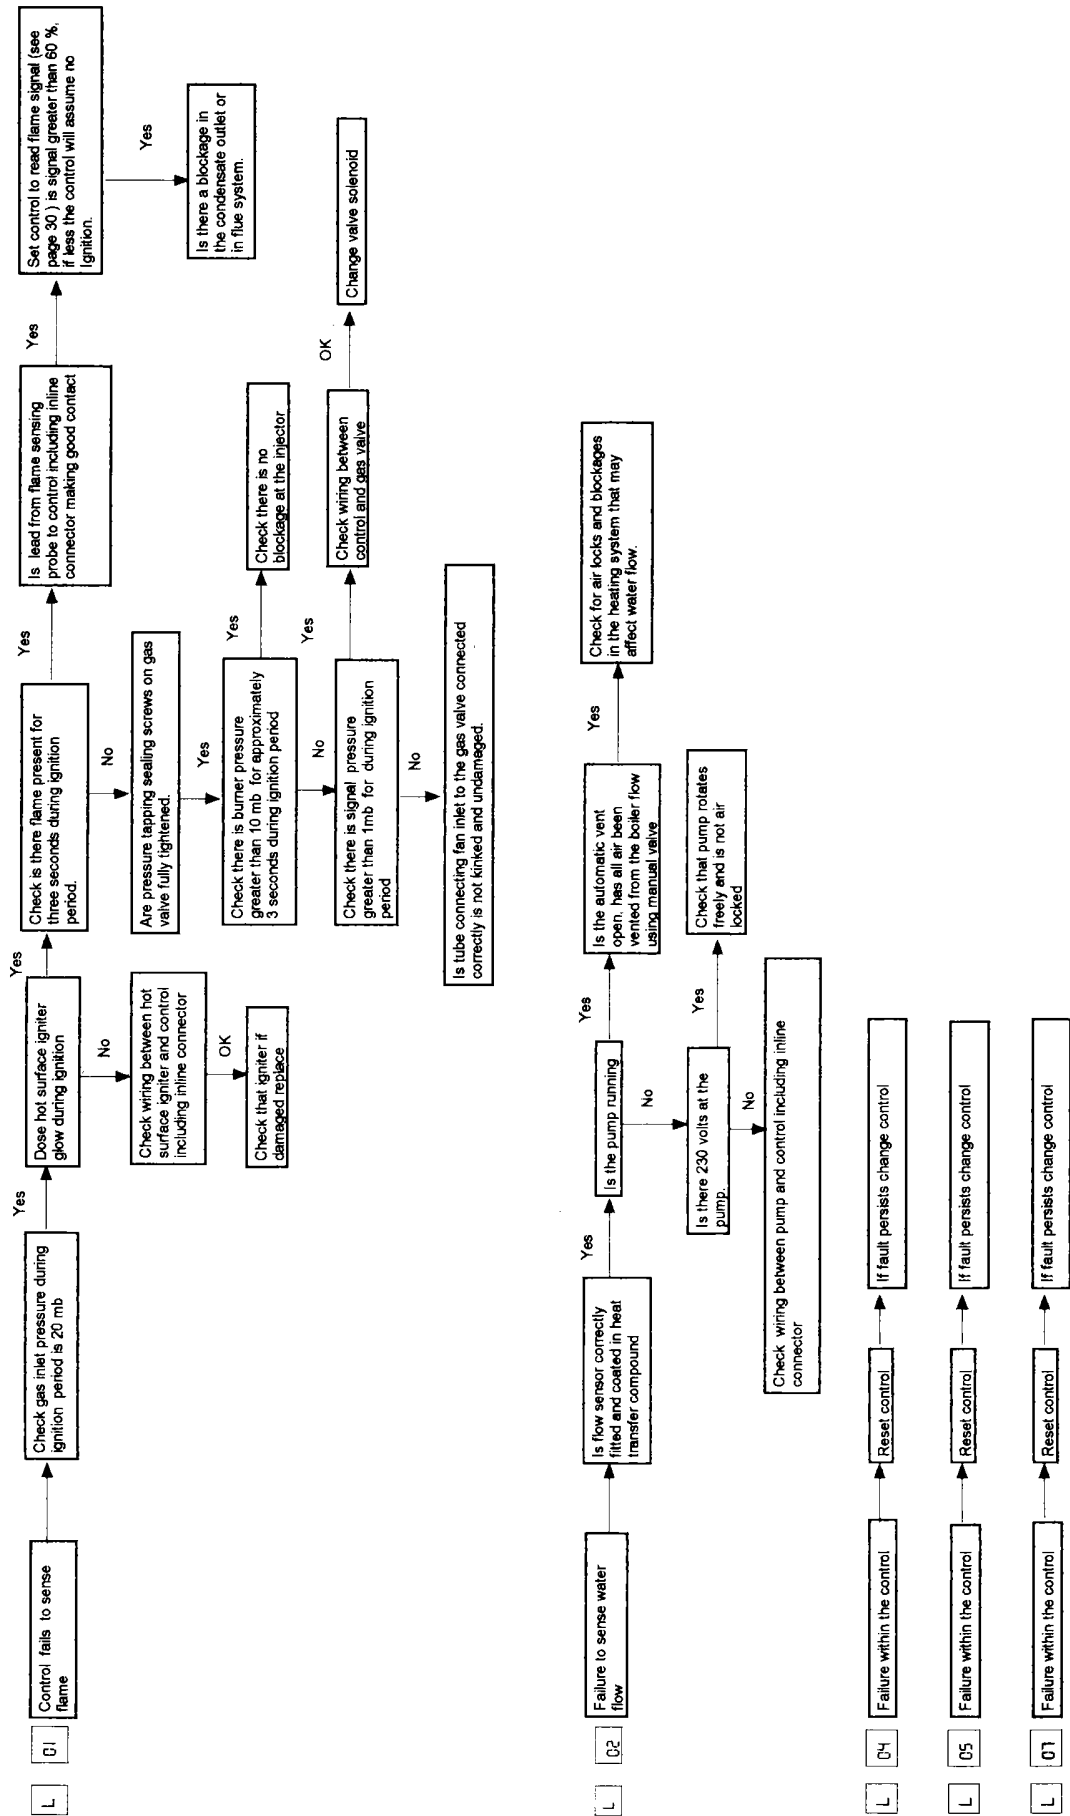 L 01
Control fails to sense
flame
Check gas inlet pressure during
ignition period is 20 mb
Yes
Dose hot surface igniter
glow during ignition
No
Check wiring between hot
surface igniter and control
including inline connector
OK
Check that igniter if
damaged replace
Yes
Check is there flame present for
three seconds during ignition
period.
No
Are pressure tapping sealing screws on gas
valve fully tightened.
Yes
Check there is burner pressure
greater than 10 mb for approximately
3 seconds during ignition period
Yes
Check there is no
blockage at the injector
No
Check there is signal pressure
greater than 1mb for during ignition
period
Yes
Check wiring between
control and gas valve
OK
Change valve solenoid
No
Is tube connecting fan inlet to the gas valve connected
correctly is not kinked and undamaged.
Yes
Is lead from flame sensing
probe to control including inline
connector making good contact
Yes
Set control to read flame signal (see
page 30 ) is signal greater than 60 %,
if less the control will assume no
Ignition.
Yes
Is there a blockage in
the condensate outlet or
in flue system.
L 02
Failure to sense water
flow
Is flow sensor correctly
fitted and coated in heat
transfer compound
Yes
Is the pump running
No
Is there 230 volts at the
pump.
Yes
Check that pump rotates
freely and is not air
locked
No
Check wiring between pump and control including inline
connector
Yes
Is the automatic vent
open, has all air been
vented from the boiler flow
using manual valve
Yes
Check for air locks and blockages
in the heating system that may
affect water flow.
L 04
Failure within the control
Reset control
If fault persists change control
L 05
Failure within the control
Reset control
If fault persists change control
L 07
Failure within the control
Reset control
If fault persists change control